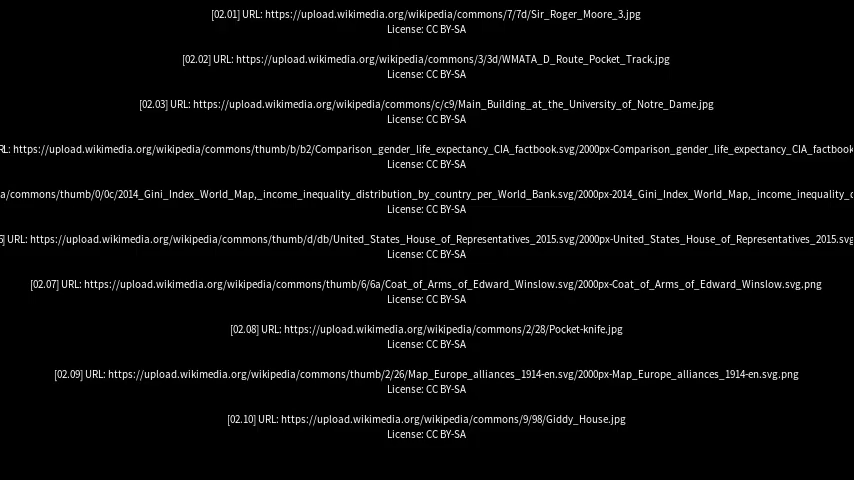 [02.01] URL: https://upload.wikimedia.org/wikipedia/commons/7/7d/Sir_Roger_Moore_3.jpg
License: CC BY-SA
[02.02] URL: https://upload.wikimedia.org/wikipedia/commons/3/3d/WMATA_D_Route_Pocket_Track.jpg
License: CC BY-SA
[02.03] URL: https://upload.wikimedia.org/wikipedia/commons/c/c9/Main_Building_at_the_University_of_Notre_Dame.jpg
License: CC BY-SA
RL: https://upload.wikimedia.org/wikipedia/commons/thumb/b/b2/Comparison_gender_life_expectancy_CIA_factbook.svg/2000px-Comparison_gender_life_expectancy_CIA_factbook
License: CC BY-SA
a/commons/thumb/0/0c/2014_Gini_Index_World_Map,_income_inequality_distribution_by_country_per_World_Bank.svg/2000px-2014_Gini_Index_World_Map,_income_inequality_
License: CC BY-SA
] URL: https://upload.wikimedia.org/wikipedia/commons/thumb/d/db/United_States_House_of_Representatives_2015.svg/2000px-United_States_House_of_Representatives_2015.svg
License: CC BY-SA
[02.07] URL: https://upload.wikimedia.org/wikipedia/commons/thumb/6/6a/Coat_of_Arms_of_Edward_Winslow.svg/2000px-Coat_of_Arms_of_Edward_Winslow.svg.png
License: CC BY-SA
[02.08] URL: https://upload.wikimedia.org/wikipedia/commons/2/28/Pocket-knife.jpg
License: CC BY-SA
[02.09] URL: https://upload.wikimedia.org/wikipedia/commons/thumb/2/26/Map_Europe_alliances_1914-en.svg/2000px-Map_Europe_alliances_1914-en.svg.png
License: CC BY-SA
[02.10] URL: https://upload.wikimedia.org/wikipedia/commons/9/98/Giddy_House.jpg
License: CC BY-SA